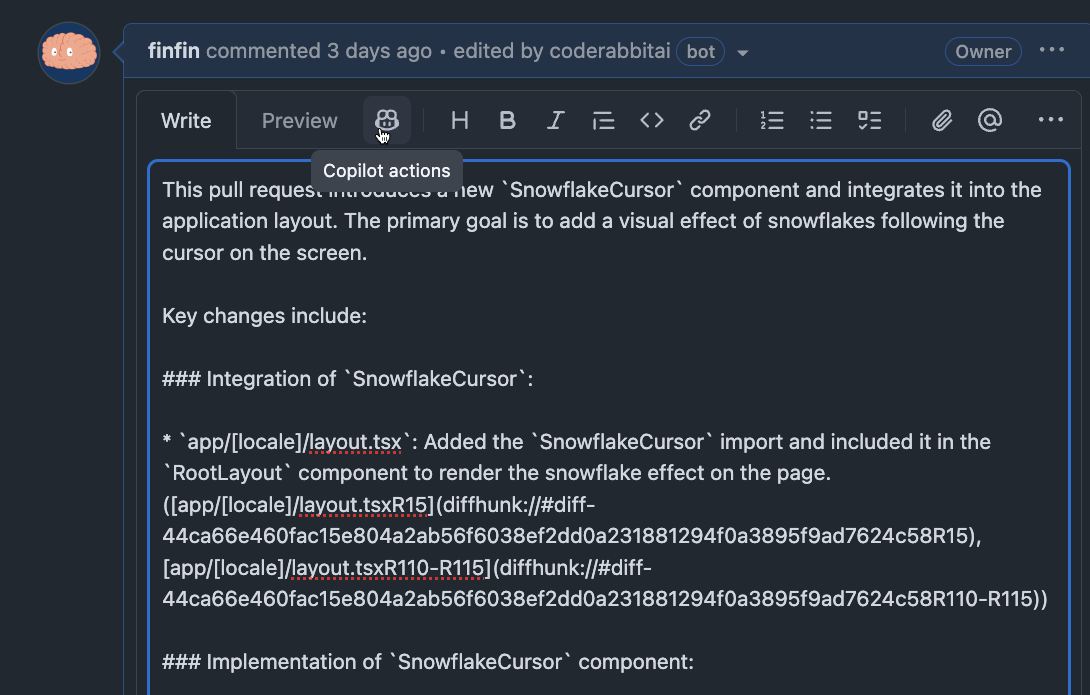 finfin commented 3 days ago • edited by coderabbitai bot Owner
Write Preview H B I
Copilot actions
This pull request introduces a new `SnowflakeCursor` component and integrates it into the
application layout. The primary goal is to add a visual effect of snowflakes following the
cursor on the screen.
Key changes include:
### Integration of `SnowflakeCursor`:
* `app/[locale]/layout.tsx`: Added the `SnowflakeCursor` import and included it in the
`RootLayout` component to render the snowflake effect on the page.
([app/[locale]/layout.tsxR15](diffhunk://#diff-
44ca66e460fac15e804a2ab56f6038ef2dd0a231881294f0a3895f9ad7624c58R15),
[app/[locale]/layout.tsxR110-R115](diffhunk://#diff-
44ca66e460fac15e804a2ab56f6038ef2dd0a231881294f0a3895f9ad7624c58R110-R115))
### Implementation of `SnowflakeCursor` component: